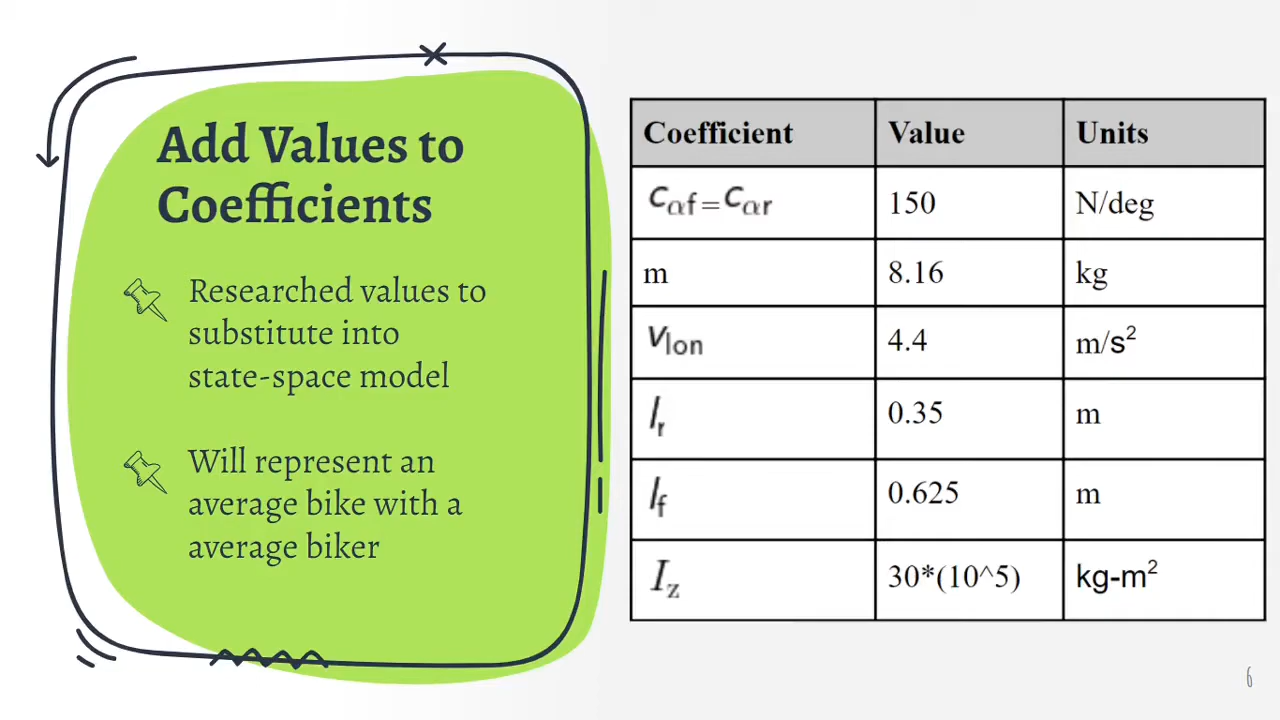 Add Values to
Coefficients
Researched values to
substitute into
state-space model
Will represent an
average bike with a
average biker
Coefficient Value Units
Cαf=Cαr 150 N/deg
m 8.16 kg
Vlon 4.4 m/s²
lr 0.35 m
lf 0.625 m
Iz 30*(10^5) kg-m²
6